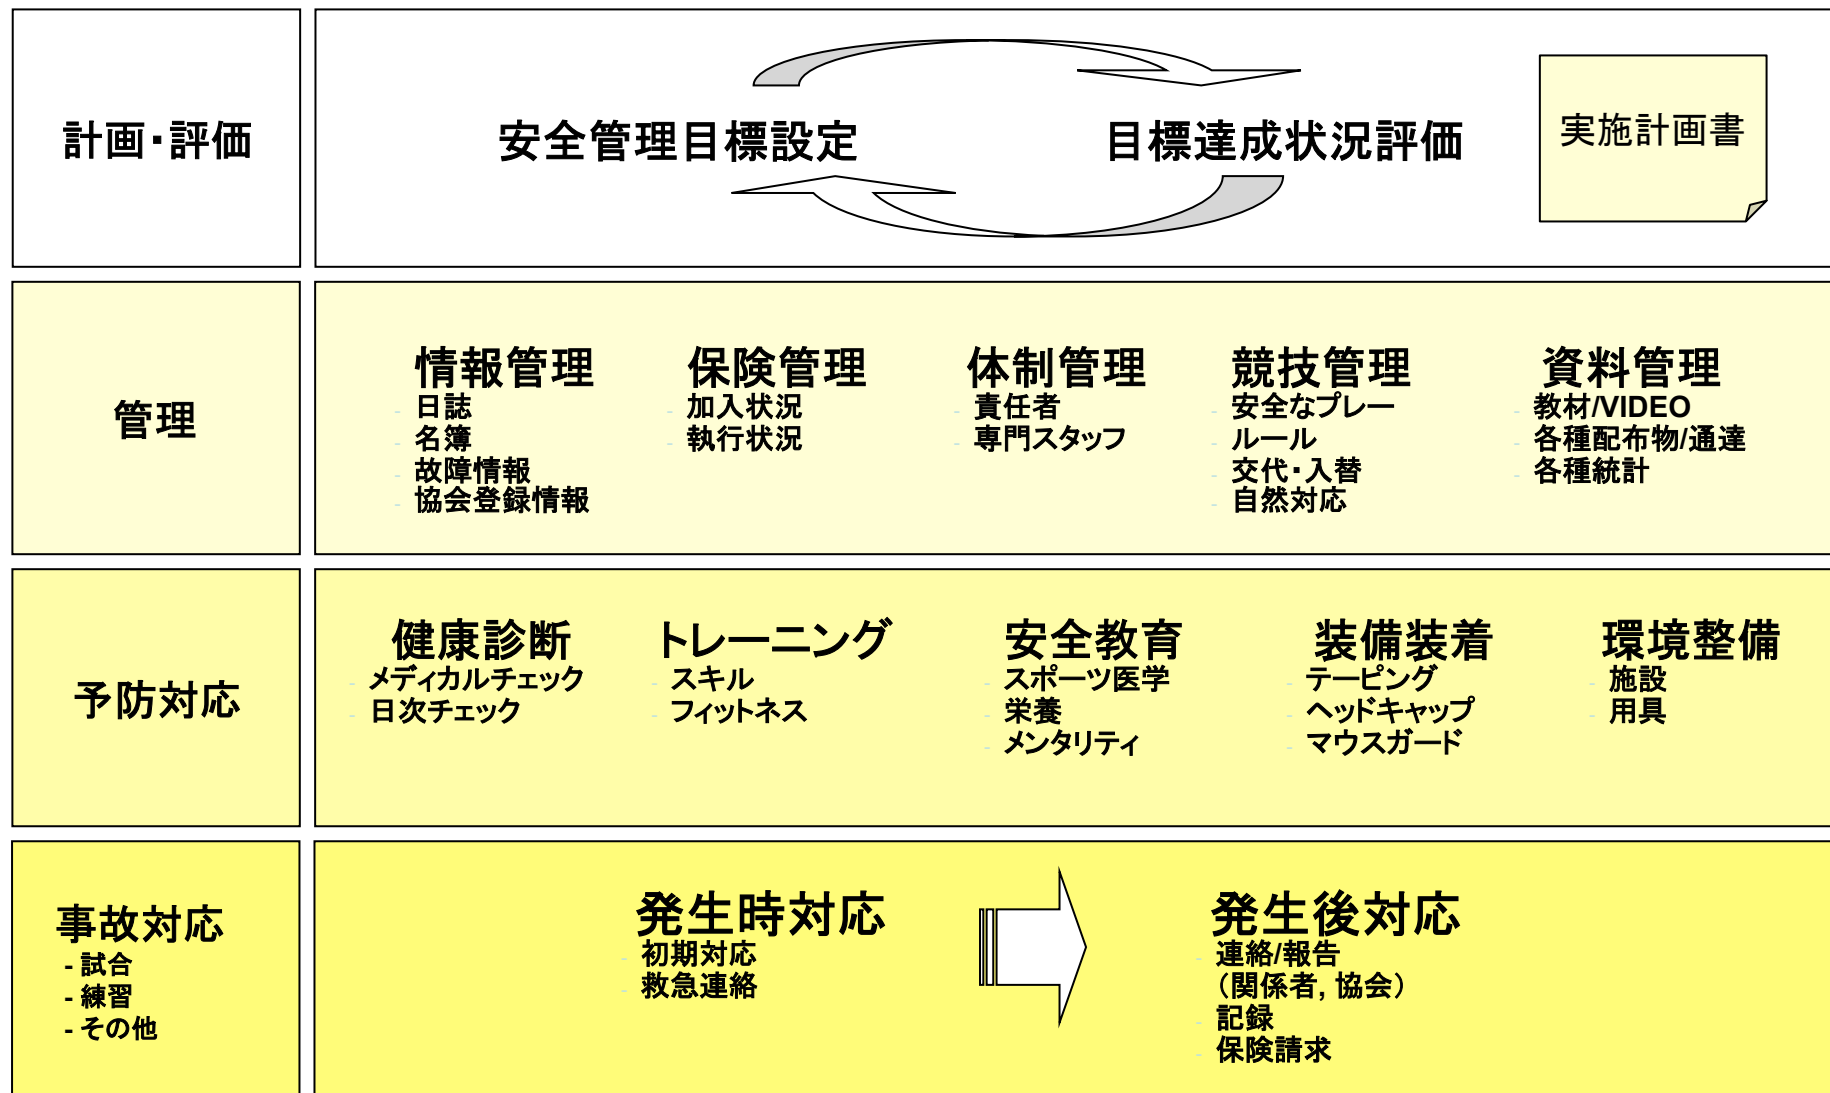 計画・評価
安全管理目標設定
目標達成状況評価
実施計画書
管理
情報管理
- 日誌
- 名簿
- 故障情報
- 協会登録情報
保険管理
- 加入状況
- 執行状況
体制管理
- 責任者
- 専門スタッフ
競技管理
- 安全なプレー
- ルール
- 交代・入替
- 自然対応
資料管理
- 教材/VIDEO
- 各種配布物/通達
- 各種統計
予防対応
健康診断
- メディカルチェック
- 日次チェック
トレーニング
- スキル
- フィットネス
安全教育
- スポーツ医学
- 栄養
- メンタリティ
装備装着
- テーピング
- ヘッドキャップ
- マウスガード
環境整備
- 施設
- 用具
事故対応
- 試合
- 練習
- その他
発生時対応
- 初期対応
- 救急連絡
発生後対応
- 連絡/報告
（関係者, 協会）
- 記録
- 保険請求